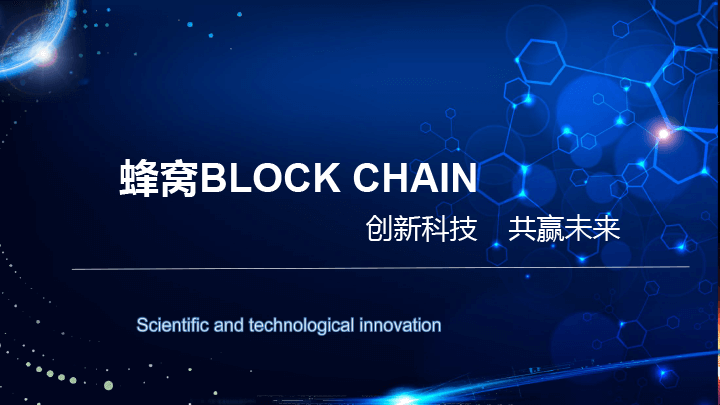 蜂窝BLOCK CHAIN
创新科技 共赢未来
Scientific and technological innovation